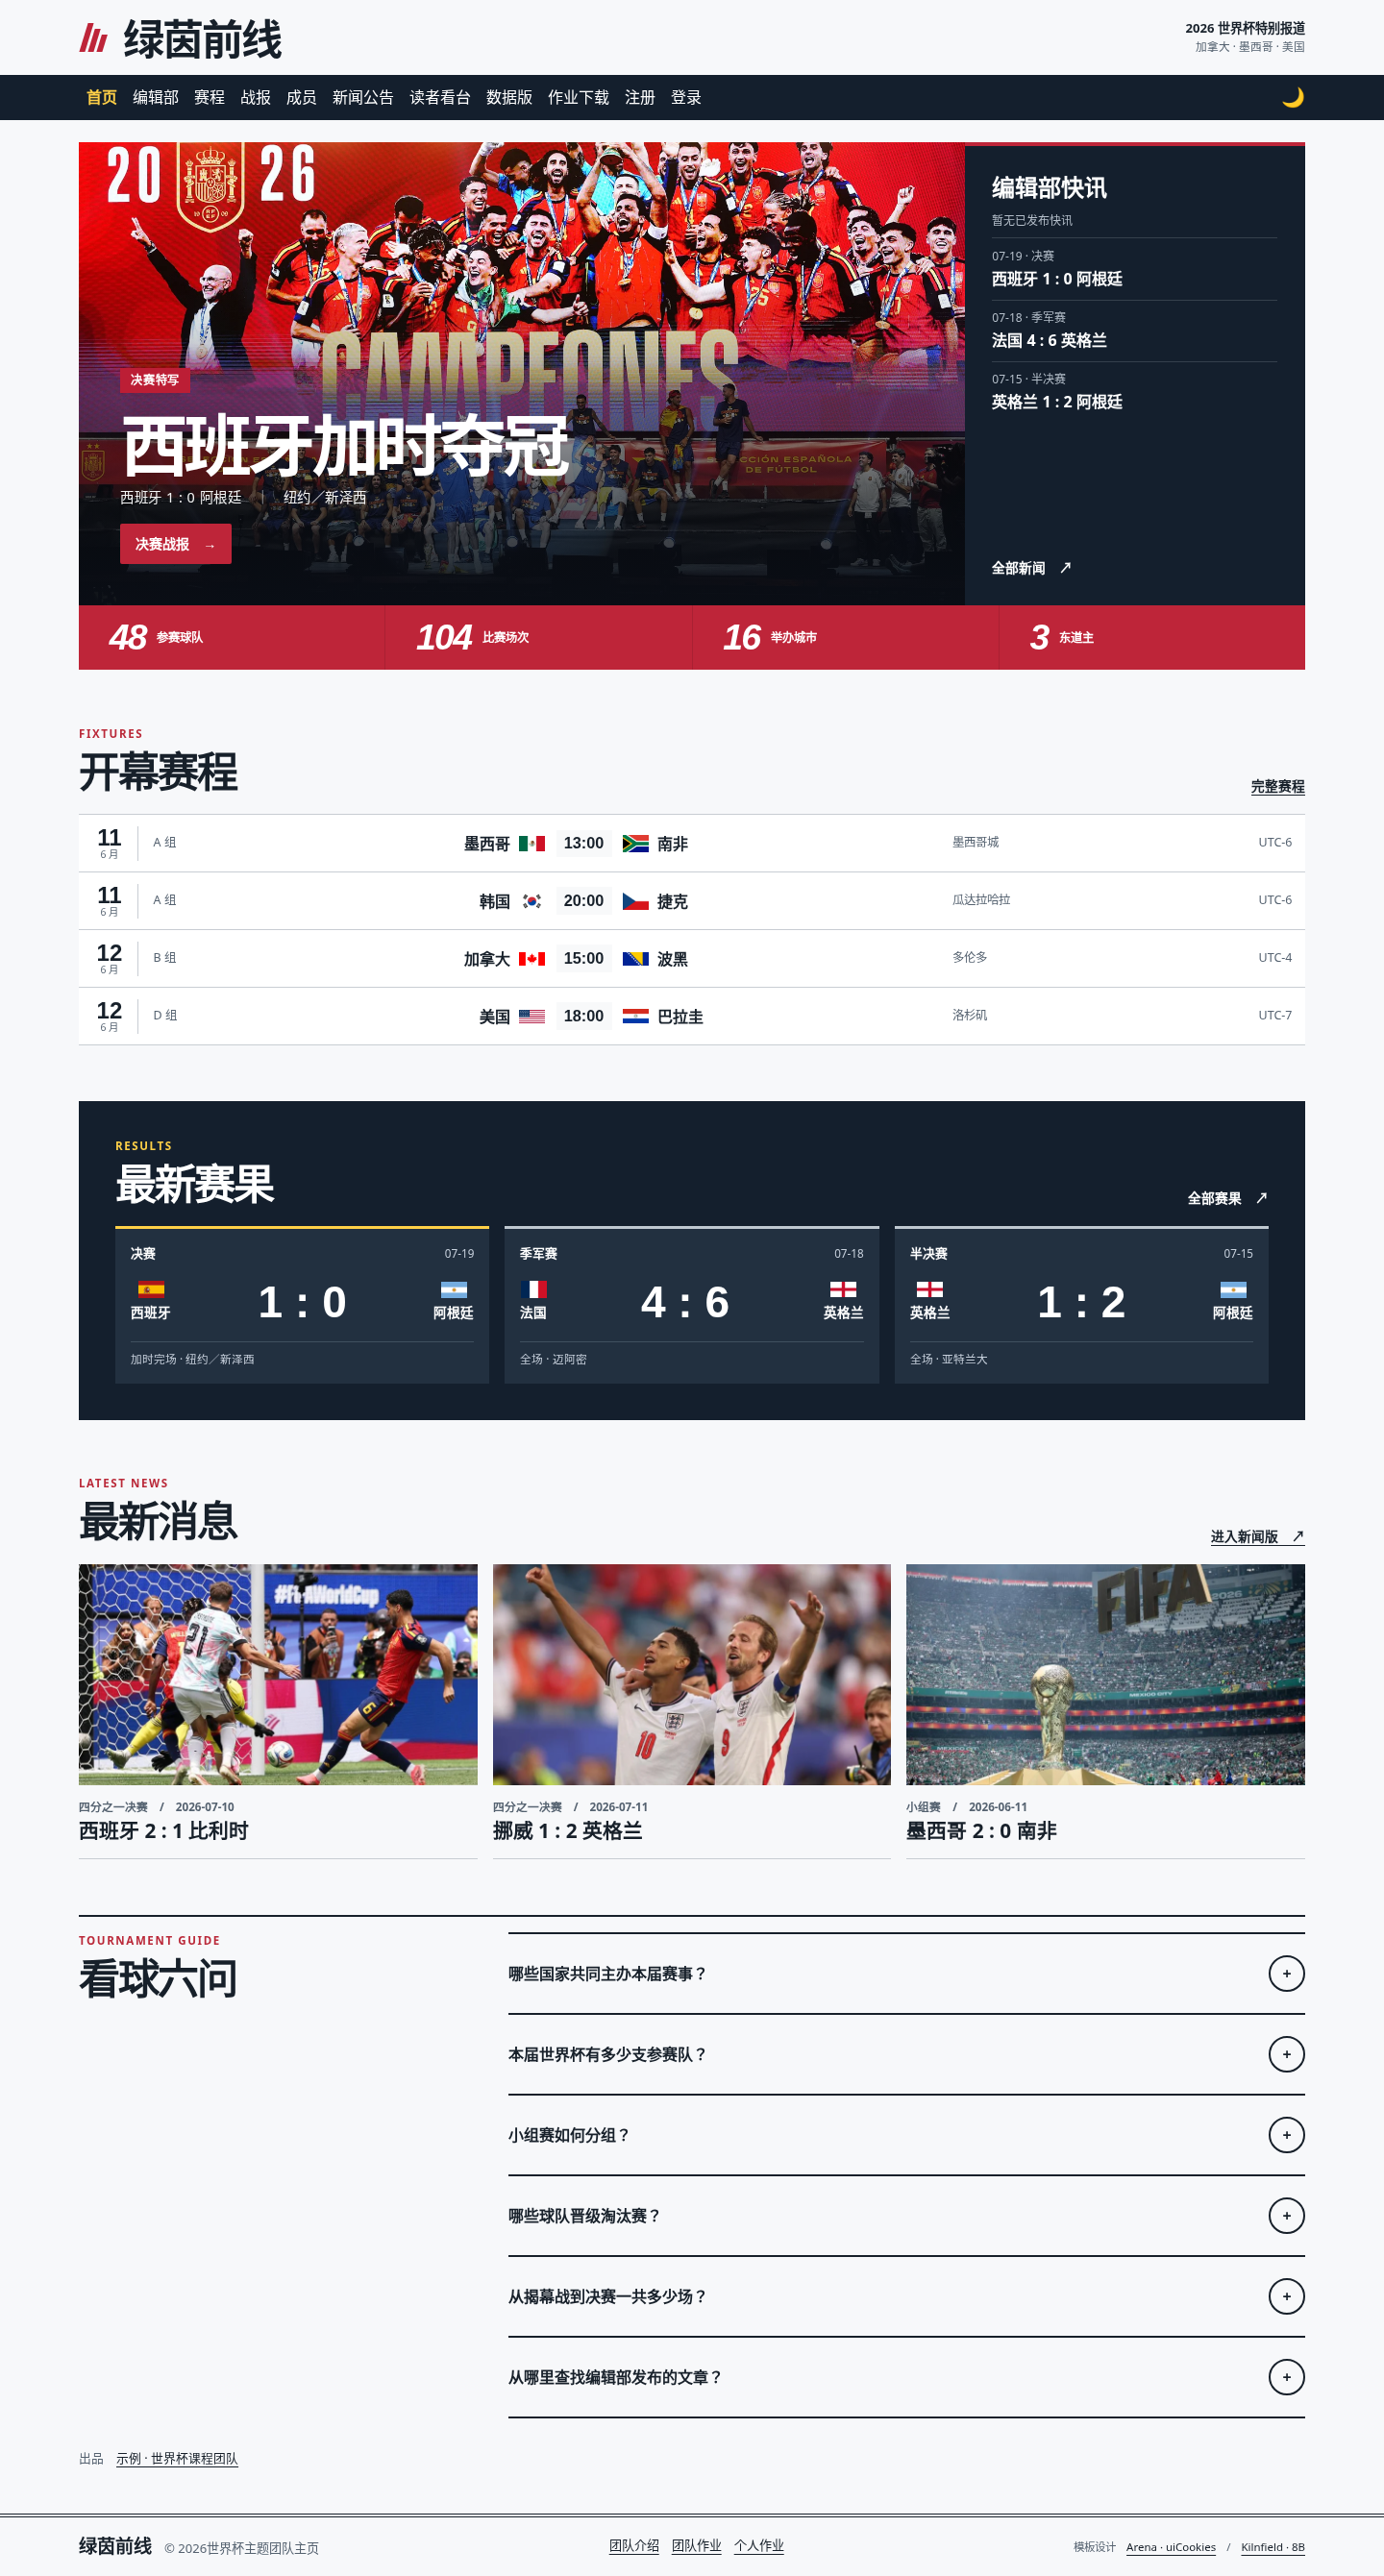 绿茵前线
2026 世界杯特别报道
加拿大 · 墨西哥 · 美国
首页 编辑部 赛程 战报 成员 新闻公告 读者看台 数据版 作业下载 注册 登录
20 26
CAMPEONES
决赛特写
西班牙加时夺冠
CCIÓN ESPAÑOLA
DE FÚTBOL
西班牙 1 : 0 阿根廷 | 纽约／新泽西
决赛战报 →
编辑部快讯
暂无已发布快讯
07-19 · 决赛
西班牙 1 : 0 阿根廷
07-18 · 季军赛
法国 4 : 6 英格兰
07-15 · 半决赛
英格兰 1 : 2 阿根廷
全部新闻 ↗
48 参赛球队
104 比赛场次
16 举办城市
3 东道主
FIXTURES
开幕赛程
完整赛程
11 6 月 A 组 墨西哥 13:00 南非 墨西哥城 UTC-6
11 6 月 A 组 韩国 20:00 捷克 瓜达拉哈拉 UTC-6
12 6 月 B 组 加拿大 15:00 波黑 多伦多 UTC-4
12 6 月 D 组 美国 18:00 巴拉圭 洛杉矶 UTC-7
RESULTS
最新赛果
全部赛果 ↗
决赛 07-19
西班牙 1 : 0 阿根廷
加时完场 · 纽约／新泽西
季军赛 07-18
法国 4 : 6 英格兰
全场 · 迈阿密
半决赛 07-15
英格兰 1 : 2 阿根廷
全场 · 亚特兰大
LATEST NEWS
最新消息
进入新闻版 ↗
21
6
10
9
FIFA
2026
MEXICO CITY
四分之一决赛 / 2026-07-10
西班牙 2 : 1 比利时
四分之一决赛 / 2026-07-11
挪威 1 : 2 英格兰
小组赛 / 2026-06-11
墨西哥 2 : 0 南非
TOURNAMENT GUIDE
看球六问
哪些国家共同主办本届赛事？ +
本届世界杯有多少支参赛队？ +
小组赛如何分组？ +
哪些球队晋级淘汰赛？ +
从揭幕战到决赛一共多少场？ +
从哪里查找编辑部发布的文章？ +
出品 示例 · 世界杯课程团队
绿茵前线 © 2026世界杯主题团队主页
团队介绍 团队作业 个人作业
模板设计 Arena · uiCookies / Kilnfield · 8B